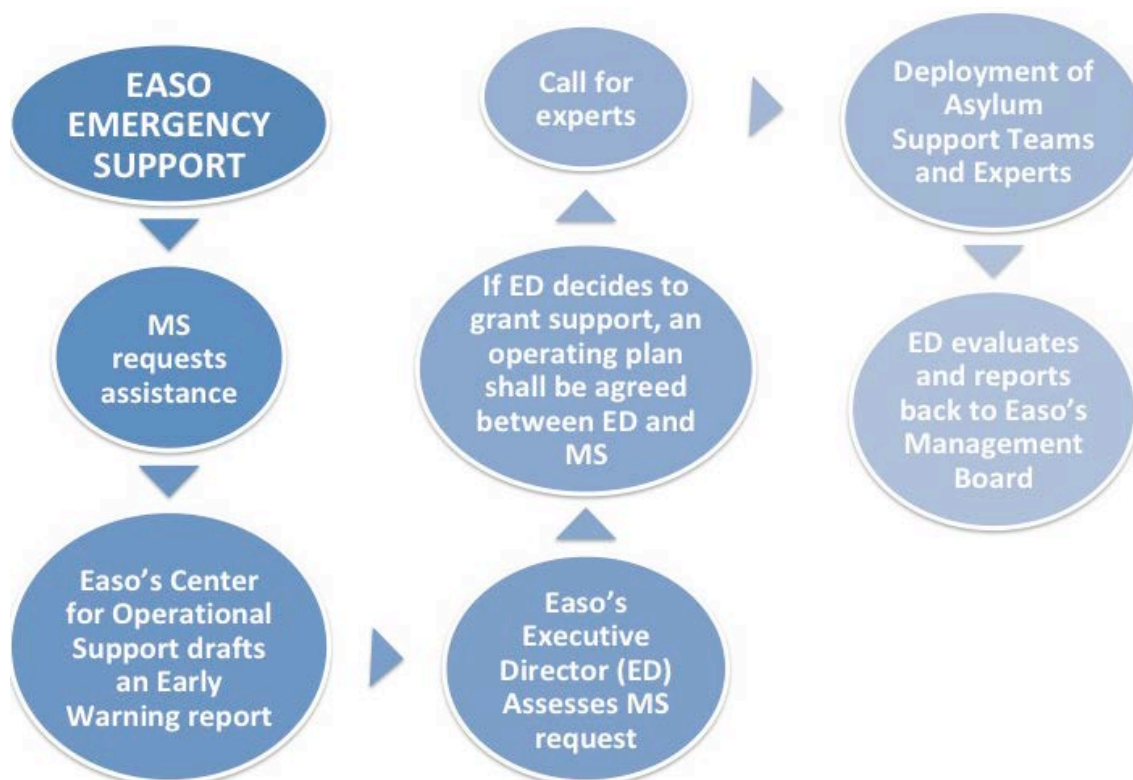 EASO
EMERGENCY
SUPPORT
MS
requests
assistance
Easo's Center
for Operational
Support drafts
an Early
Warning report
Easo's
Executive
Director (ED)
Assesses MS
request
If ED decides to
grant support, an
operating plan
shall be agreed
between ED and
MS
Call for
experts
Deployment of
Asylum
Support Teams
and Experts
ED evaluates
and reports
back to Easo's
Management
Board